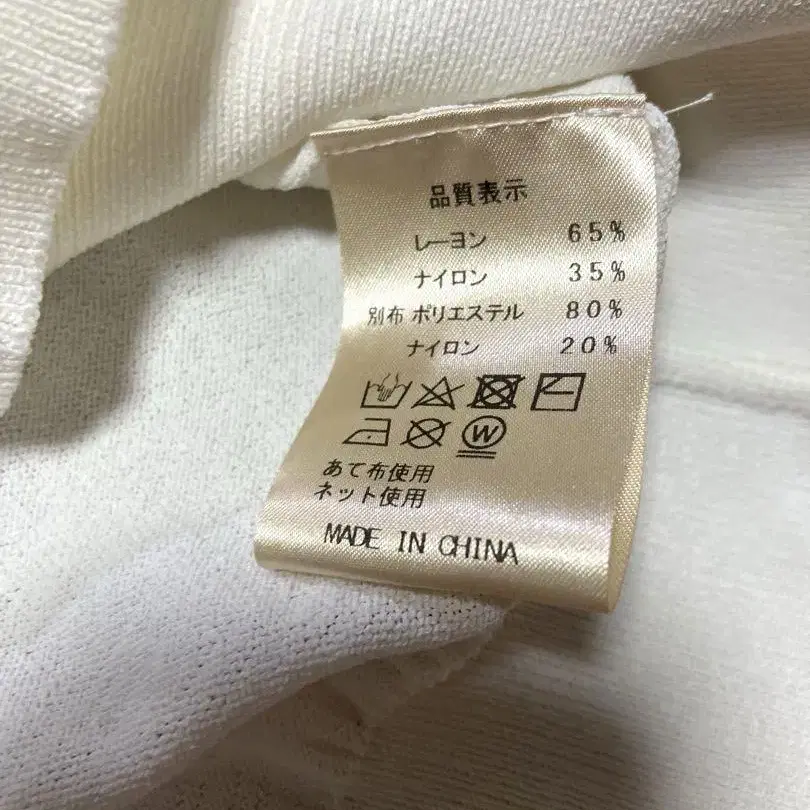 品質表示
レーヨン 65%
ナイロン 35%
別布 ポリエステル 80%
ナイロン 20%
W
あて布使用
ネット使用
MADE IN CHINA